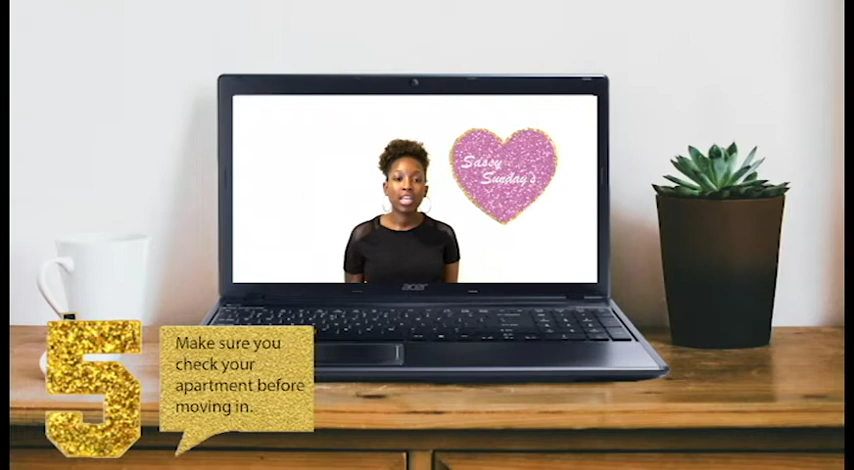 Sassy
Sunday's
acer
5
Make sure you
check your
apartment before
moving in.